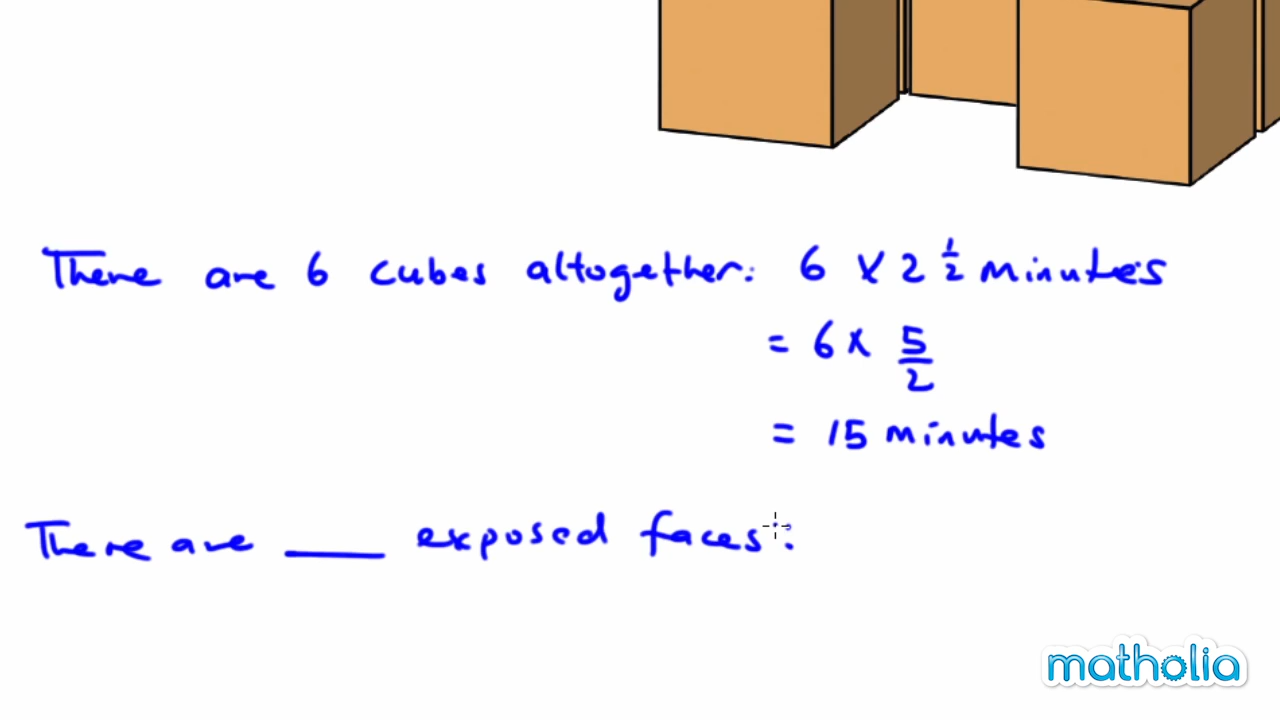 There are 6 cubes altogether: 6 x 2 1/2 minutes
= 6 x 5/2
= 15 minutes
There are ____ exposed faces:
matholia